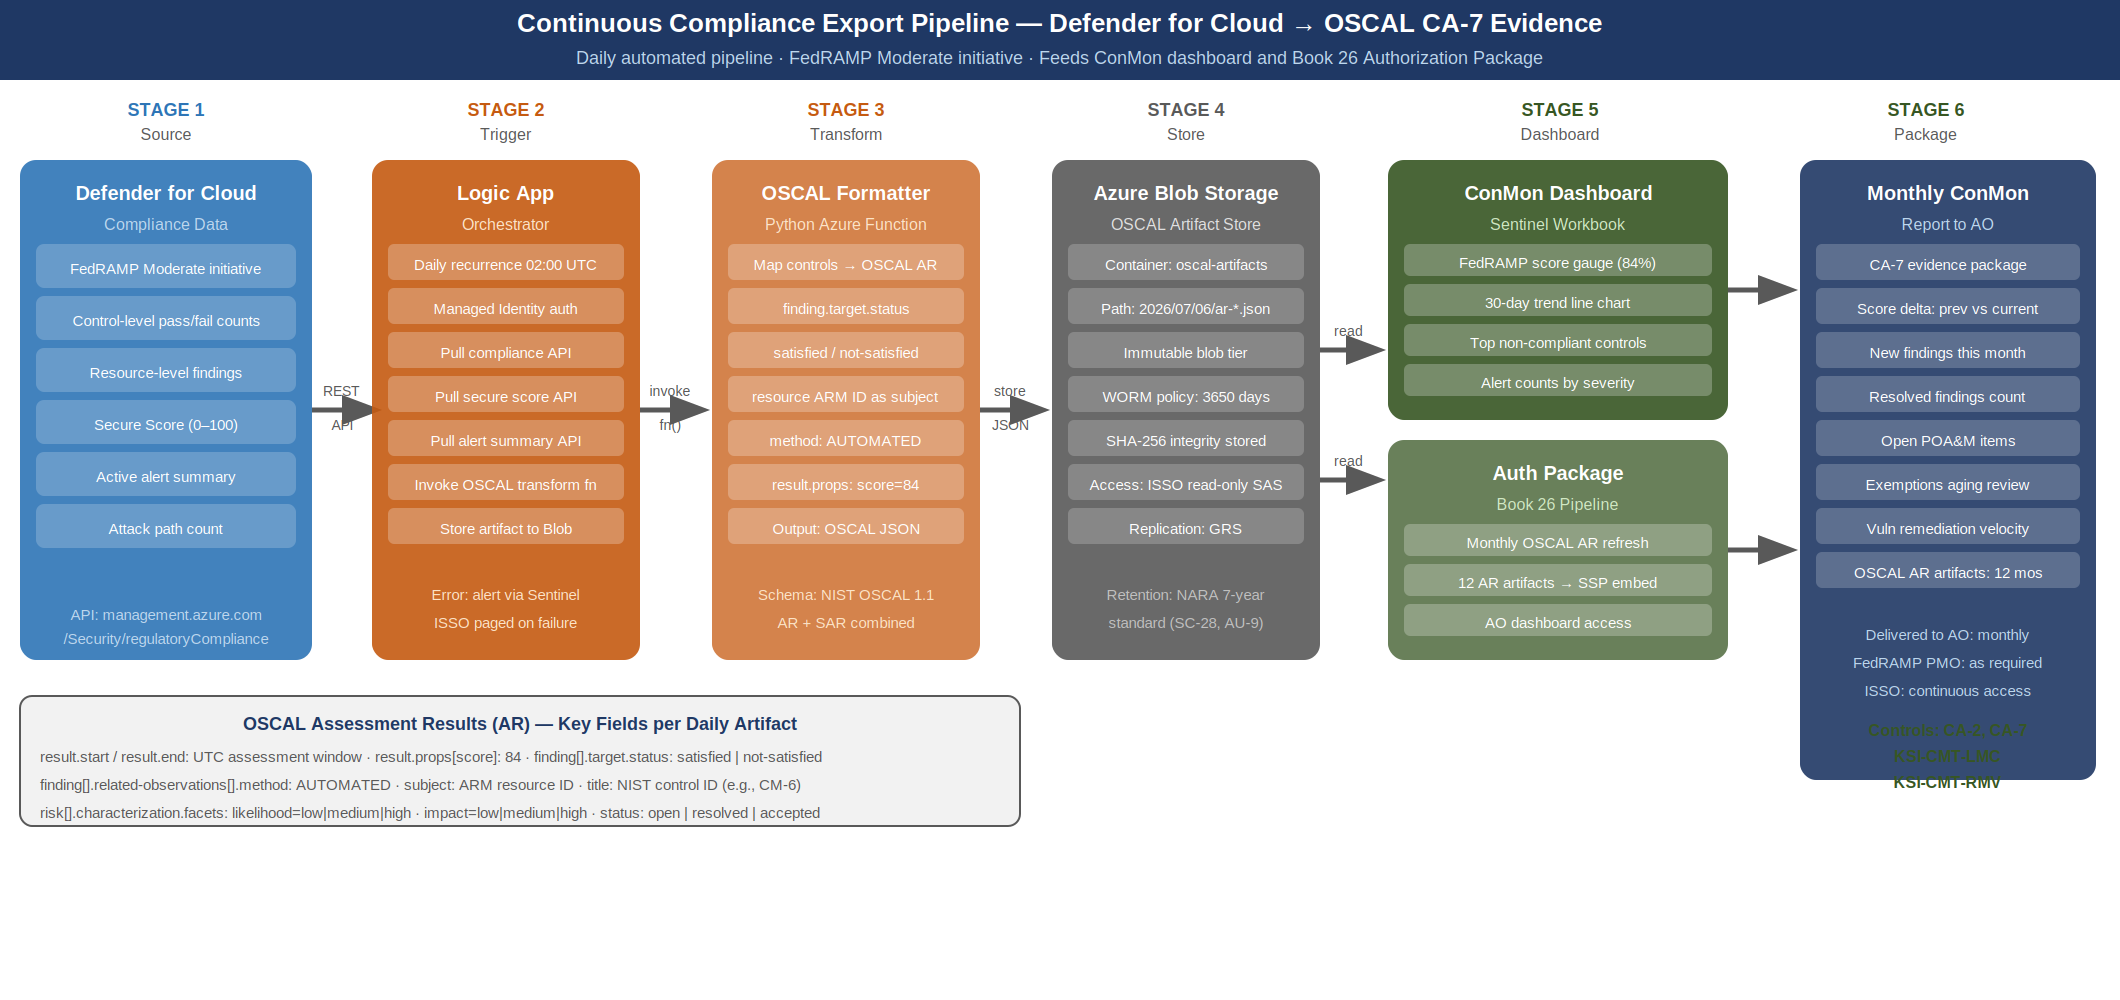 Continuous Compliance Export Pipeline — Defender for Cloud → OSCAL CA-7 Evidence
Daily automated pipeline · FedRAMP Moderate initiative · Feeds ConMon dashboard and Book 26 Authorization Package
STAGE 1
Source
Defender for Cloud
Compliance Data
FedRAMP Moderate initiative
Control-level pass/fail counts
Resource-level findings
Secure Score (0–100)
Active alert summary
Attack path count
API: management.azure.com
/Security/regulatoryCompliance
REST
API
STAGE 2
Trigger
Logic App
Orchestrator
Daily recurrence 02:00 UTC
Managed Identity auth
Pull compliance API
Pull secure score API
Pull alert summary API
Invoke OSCAL transform fn
Store artifact to Blob
Error: alert via Sentinel
ISSO paged on failure
invoke
fn()
STAGE 3
Transform
OSCAL Formatter
Python Azure Function
Map controls → OSCAL AR
finding.target.status
satisfied / not-satisfied
resource ARM ID as subject
method: AUTOMATED
result.props: score=84
Output: OSCAL JSON
Schema: NIST OSCAL 1.1
AR + SAR combined
store
JSON
STAGE 4
Store
Azure Blob Storage
OSCAL Artifact Store
Container: oscal-artifacts
Path: 2026/07/06/ar-*.json
Immutable blob tier
WORM policy: 3650 days
SHA-256 integrity stored
Access: ISSO read-only SAS
Replication: GRS
Retention: NARA 7-year
standard (SC-28, AU-9)
read
read
STAGE 5
Dashboard
ConMon Dashboard
Sentinel Workbook
FedRAMP score gauge (84%)
30-day trend line chart
Top non-compliant controls
Alert counts by severity
Auth Package
Book 26 Pipeline
Monthly OSCAL AR refresh
12 AR artifacts → SSP embed
AO dashboard access
STAGE 6
Package
Monthly ConMon
Report to AO
CA-7 evidence package
Score delta: prev vs current
New findings this month
Resolved findings count
Open POA&M items
Exemptions aging review
Vuln remediation velocity
OSCAL AR artifacts: 12 mos
Delivered to AO: monthly
FedRAMP PMO: as required
ISSO: continuous access
Controls: CA-2, CA-7
KSI-CMT-LMC
KSI-CMT-RMV
OSCAL Assessment Results (AR) — Key Fields per Daily Artifact
result.start / result.end: UTC assessment window · result.props[score]: 84 · finding[].target.status: satisfied | not-satisfied
finding[].related-observations[].method: AUTOMATED · subject: ARM resource ID · title: NIST control ID (e.g., CM-6)
risk[].characterization.facets: likelihood=low|medium|high · impact=low|medium|high · status: open | resolved | accepted